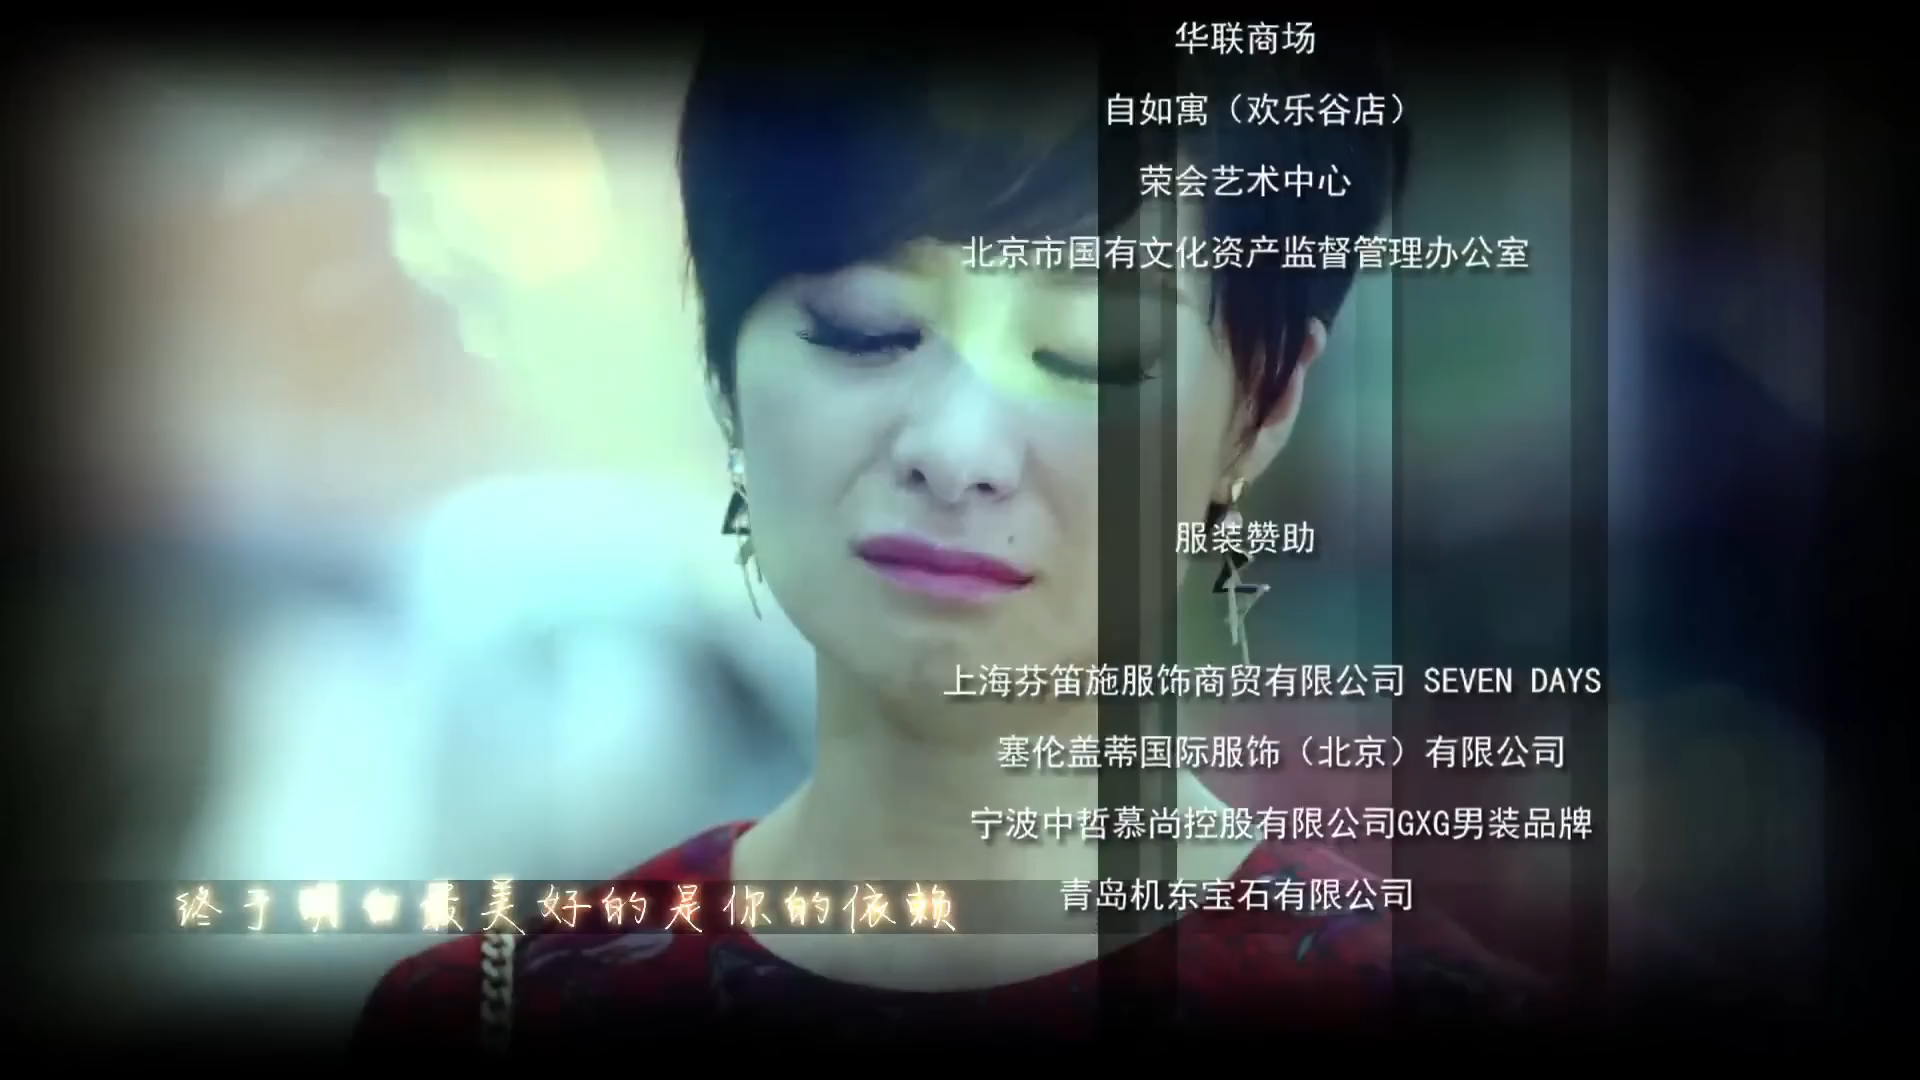 华联商场
自如寓（欢乐谷店）
荣会艺术中心
北京市国有文化资产监督管理办公室
服装赞助
上海芬笛施服饰商贸有限公司 SEVEN DAYS
塞伦盖蒂国际服饰（北京）有限公司
宁波中哲慕尚控股有限公司GXG男装品牌
青岛机东宝石有限公司
终于明白最美好的是你的依赖